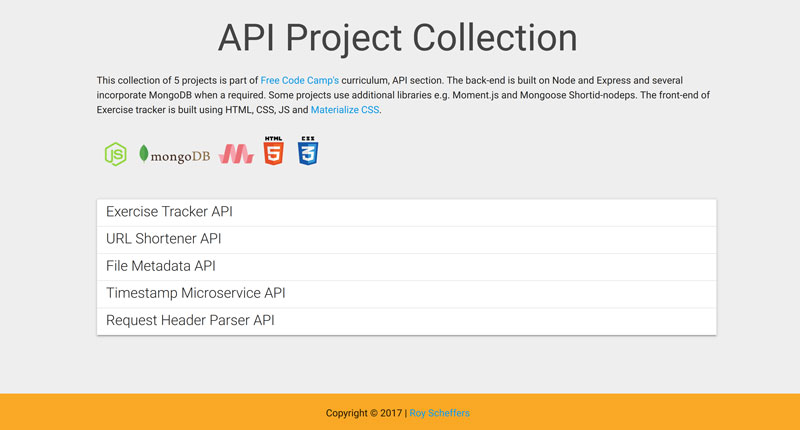 API Project Collection
This collection of 5 projects is part of Free Code Camp's curriculum, API section. The back-end is built on Node and Express and several
incorporate MongoDB when a required. Some projects use additional libraries e.g. Moment.js and Mongoose Shortid-nodeps. The front-end of
Exercise tracker is built using HTML, CSS, JS and Materialize CSS.
JS mongoDB HTML 5 CSS 3
Exercise Tracker API
URL Shortener API
File Metadata API
Timestamp Microservice API
Request Header Parser API
Copyright © 2017 | Roy Scheffers